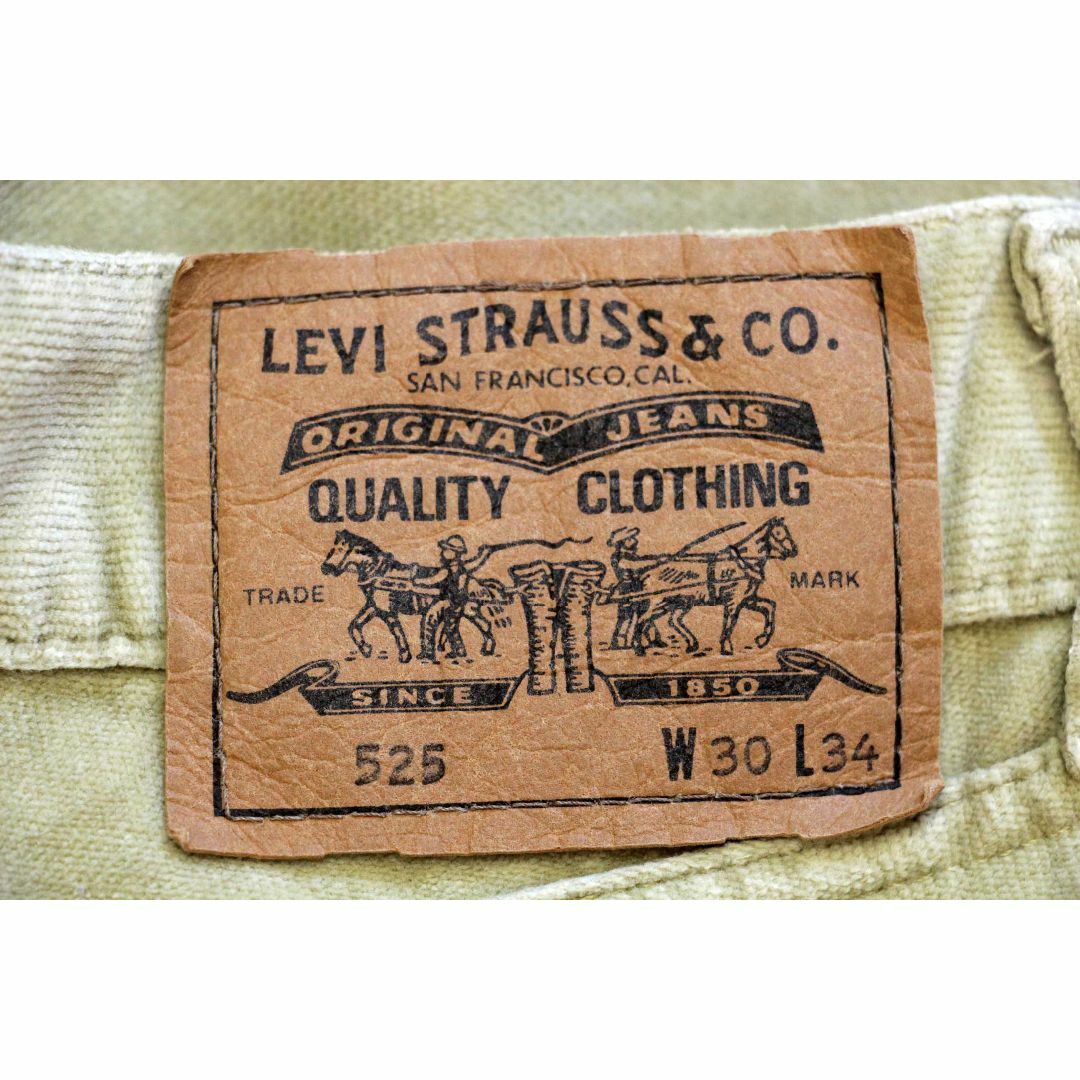 LEVI STRAUSS & CO.
SAN FRANCISCO, CAL.
ORIGINAL JEANS
QUALITY CLOTHING
TRADE MARK
SINCE 1850
525 W 30 L 34